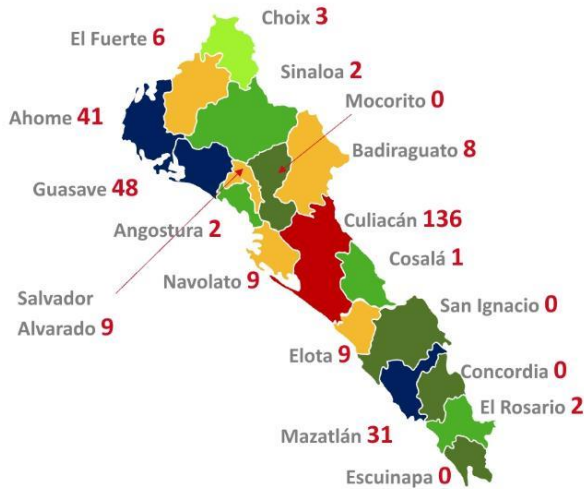 Choix 3
El Fuerte 6
Sinaloa 2
Mocorito 0
Ahome 41
Badiraguato 8
Guasave 48
Culiacán 136
Angostura 2
Cosalá 1
Navolato 9
Salvador
Alvarado 9
San Ignacio 0
Elota 9
Concordia 0
El Rosario 2
Mazatlán 31
Escuinapa 0